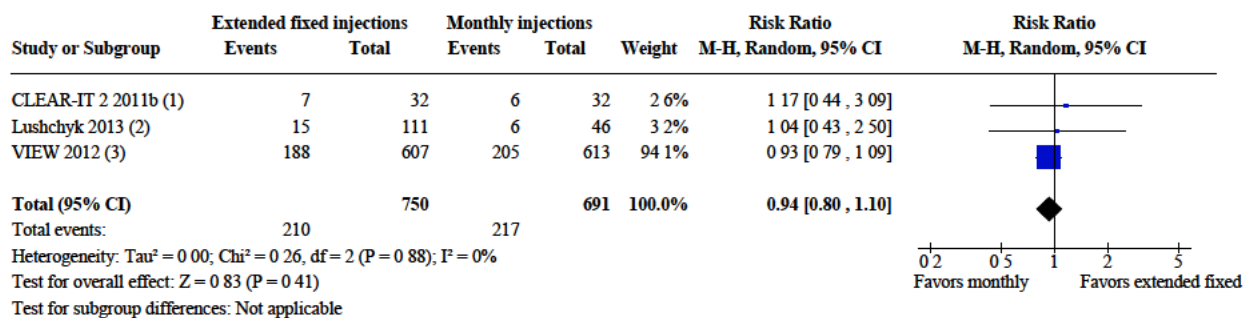 Extended fixed injections Monthly injections Risk Ratio Risk Ratio
Study or Subgroup Events Total Events Total Weight M-H, Random, 95% CI M-H, Random, 95% CI
CLEAR-IT 2 2011b (1) 7 32 6 32 2 6% 1 17 [0 44 , 3 09]
Lushchyk 2013 (2) 15 111 6 46 3 2% 1 04 [0 43 , 2 50]
VIEW 2012 (3) 188 607 205 613 94 1% 0 93 [0 79 , 1 09]
Total (95% CI) 750 691 100.0% 0.94 [0.80 , 1.10]
Total events: 210 217
Heterogeneity: Tau² = 0 00; Chi² = 0 26, df = 2 (P = 0 88); I² = 0%
Test for overall effect: Z = 0 83 (P = 0 41)
Test for subgroup differences: Not applicable
0 2 0 5 1 2 5
Favors monthly Favors extended fixed